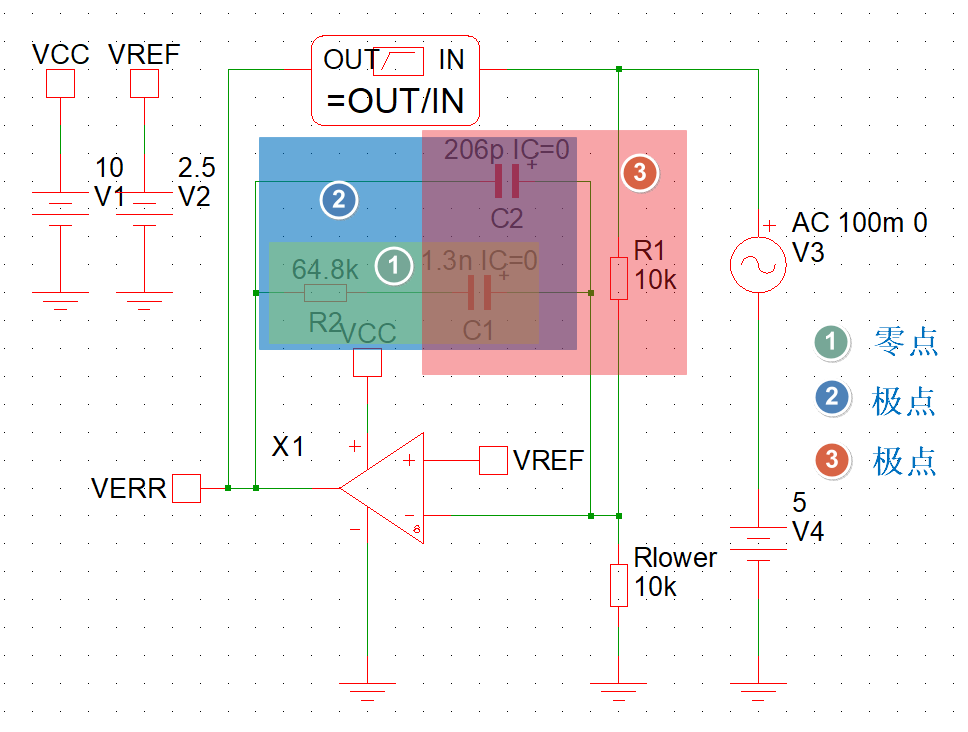 VCC VREF
OUT IN
=OUT/IN
10
V1
2.5
V2
206p IC=0
+
C2
3
2
1
64.8k
1.3n IC=0
+
R2
C1
VCC
R1
10k
+
AC 100m 0
V3
1 零点
2 极点
3 极点
X1
+
+
VREF
VERR
-
-
5
V4
Rlower
10k